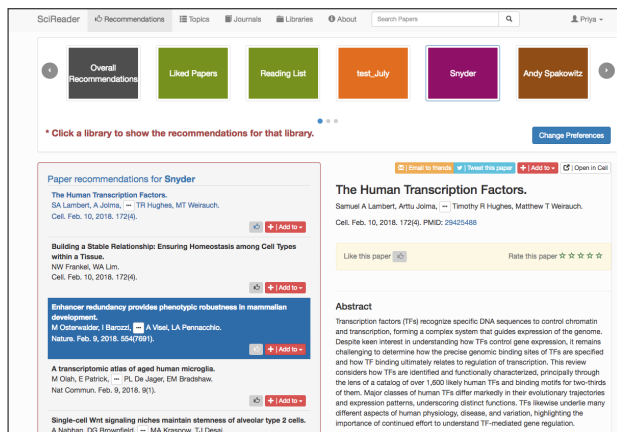 SciReader Recommendations Topics Journals Libraries About Search Papers Priya
Overall
Recommendations
Liked Papers
Reading List
test_July
Snyder
Andy Spakowitz
* Click a library to show the recommendations for that library.
Change Preferences
Paper recommendations for Snyder
The Human Transcription Factors.
SA Lambert, A Jolma, ••• TR Hughes, MT Weirauch.
Cell. Feb. 10, 2018. 172(4).
+ | Add to
Building a Stable Relationship: Ensuring Homeostasis among Cell Types
within a Tissue.
NW Frankel, WA Lim.
Cell. Feb. 10, 2018. 172(4).
+ | Add to
Enhancer redundancy provides phenotypic robustness in mammalian
development.
M Osterwalder, I Barozzi, ••• A Visel, LA Pennacchio.
Nature. Feb. 9, 2018. 554(7691).
+ | Add to
A transcriptomic atlas of aged human microglia.
M Olah, E Patrick, ••• PL De Jager, EM Bradshaw.
Nat Commun. Feb. 9, 2018. 9(1).
+ | Add to
Single-cell Wnt signaling niches maintain stemness of alveolar type 2 cells.
A Nabhan, DG Brownfield, ••• MA Krasnow, TJ Desai.
| Email to friends | Tweet this paper + | Add to | Open in Cell
The Human Transcription Factors.
Samuel A Lambert, Arttu Jolma, ••• Timothy R Hughes, Matthew T Weirauch.
Cell. Feb. 10, 2018. 172(4). PMID: 29425488
Like this paper Rate this paper ☆ ☆ ☆ ☆ ☆
Abstract
Transcription factors (TFs) recognize specific DNA sequences to control chromatin
and transcription, forming a complex system that guides expression of the genome.
Despite keen interest in understanding how TFs control gene expression, it remains
challenging to determine how the precise genomic binding sites of TFs are specified
and how TF binding ultimately relates to regulation of transcription. This review
considers how TFs are identified and functionally characterized, principally through
the lens of a catalog of over 1,600 likely human TFs and binding motifs for two-thirds
of them. Major classes of human TFs differ markedly in their evolutionary trajectories
and expression patterns, underscoring distinct functions. TFs likewise underlie many
different aspects of human physiology, disease, and variation, highlighting the
importance of continued effort to understand TF-mediated gene regulation.